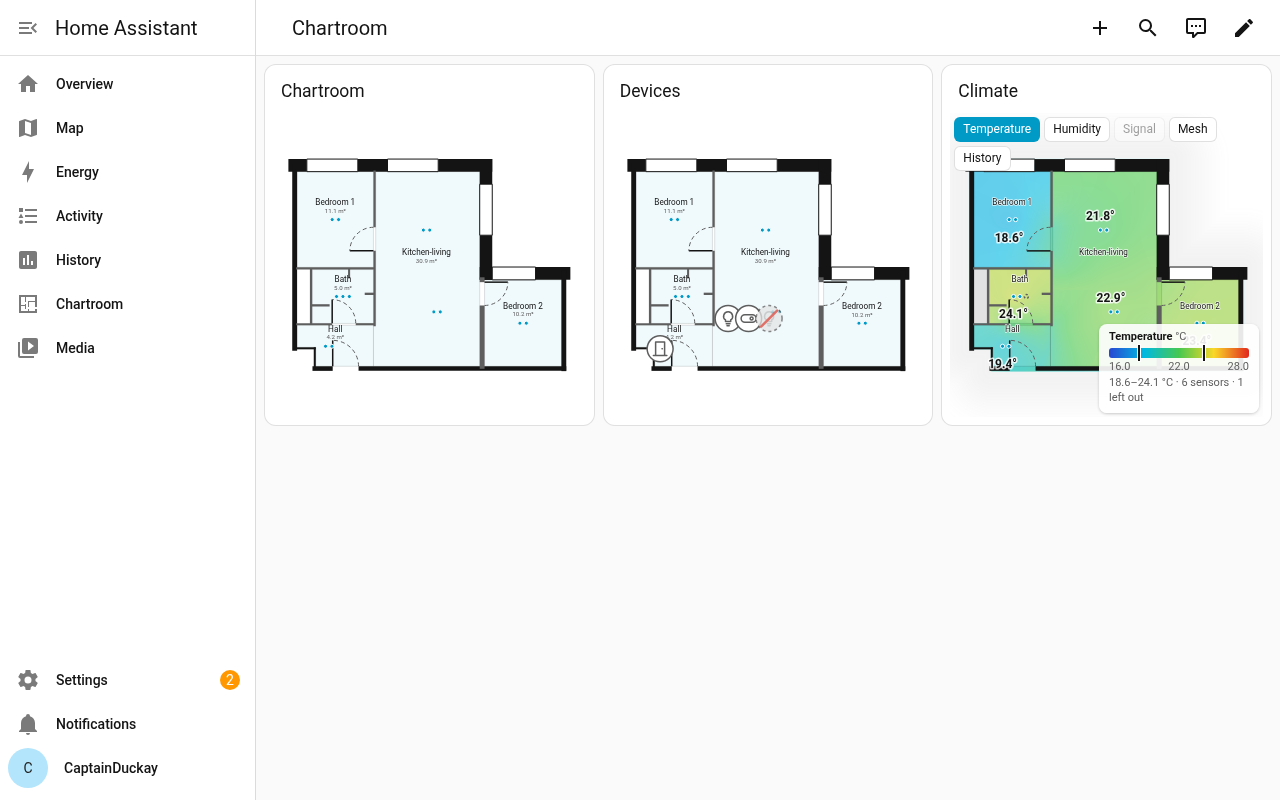 Home Assistant
Chartroom
Overview
Map
Energy
Activity
History
Chartroom
Media
Settings
2
Notifications
C
CaptainDuckay
Chartroom
Bedroom 1
11.1 m²
Kitchen-living
30.9 m²
Bath
5.0 m²
Bedroom 2
10.2 m²
Hall
4.2 m²
Devices
Bedroom 1
11.1 m²
Kitchen-living
30.9 m²
Bath
5.0 m²
Bedroom 2
10.2 m²
Hall
Climate
Temperature
Humidity
Signal
Mesh
History
Bedroom 1
18.6°
21.8°
Kitchen-living
Bath
24.1°
22.9°
Bedroom 2
Hall
19.4°
Temperature °C
16.0 22.0 28.0
18.6–24.1 °C · 6 sensors · 1
left out